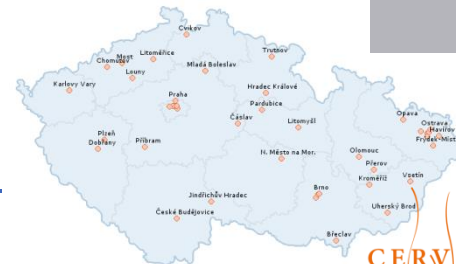 Cvikov
Most
Litoměřice
Trutnov
Chomutov
Louny
Mladá Boleslav
Karlovy Vary
Praha
Hradec Králové
Pardubice
Čáslav
Litomyšl
Opava
Ostrava
Havířov
Frýdek-Míst
Plzeň
Dobřany
Příbram
N. Město na Mor.
Olomouc
Přerov
Kroměříž
Vsetín
Jindřichův Hradec
Brno
České Budějovice
Uherský Brod
Břeclav
CERV